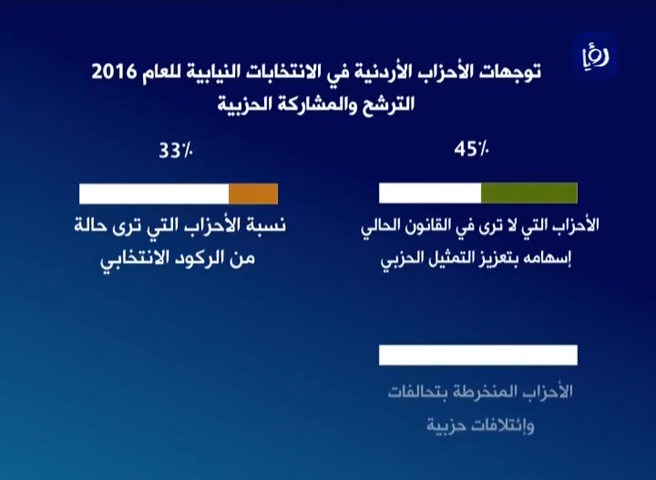 رؤيا
توجهات الأحزاب الأردنية في الانتخابات النيابية للعام 2016
الترشح والمشاركة الحزبية
45٪
الأحزاب التي لا ترى في القانون الحالي
إسهامه بتعزيز التمثيل الحزبي
33٪
نسبة الأحزاب التي ترى حالة
من الركود الانتخابي
الأحزاب المنخرطة بتحالفات
وإئتلافات حزبية